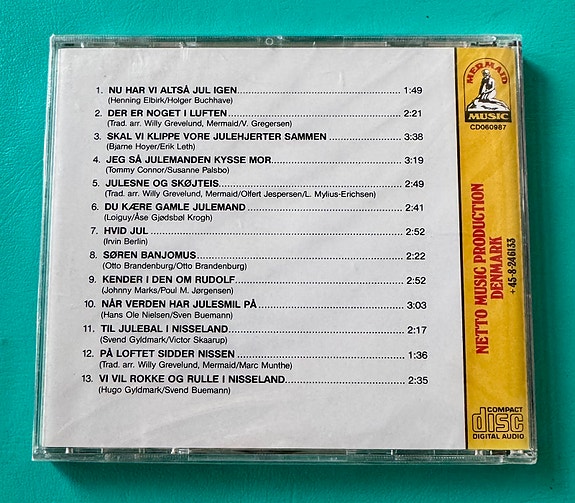 1. NU HAR VI ALTSÅ JUL IGEN 1:49
(Henning Elbirk/Holger Buchhave)
2. DER ER NOGET I LUFTEN 2:21
(Trad. arr. Willy Grevelund, Mermaid/V. Gregersen)
3. SKAL VI KLIPPE VORE JULEHJERTER SAMMEN 3:38
(Bjarne Hoyer/Erik Leth)
4. JEG SÅ JULEMANDEN KYSSE MOR 3:19
(Tommy Connor/Susanne Palsbo)
5. JULESNE OG SKØJTEIS 2:49
(Trad. arr. Willy Grevelund, Mermaid/Olfert Jespersen/L. Mylius-Erichsen)
6. DU KÆRE GAMLE JULEMAND 2:41
(Loiguy/Åse Gjødsbøl Krogh)
7. HVID JUL 2:52
(Irvin Berlin)
8. SØREN BANJOMUS 2:22
(Otto Brandenburg/Otto Brandenburg)
9. KENDER I DEN OM RUDOLF 2:52
(Johnny Marks/Poul M. Jørgensen)
10. NÅR VERDEN HAR JULESMIL PÅ 3:03
(Hans Ole Nielsen/Sven Buemann)
11. TIL JULEBAL I NISSELAND 2:17
(Svend Gyldmark/Victor Skaarup)
12. PÅ LOFTET SIDDER NISSEN 1:36
(Trad. arr. Willy Grevelund, Mermaid/Marc Munthe)
13. VI VIL ROKKE OG RULLE I NISSELAND 2:35
(Hugo Gyldmark/Svend Buemann)
MERMAID
MUSIC
CD060987
NETTO MUSIC PRODUCTION
DENMARK
+45-8-246133
COMPACT
disc
DIGITAL AUDIO